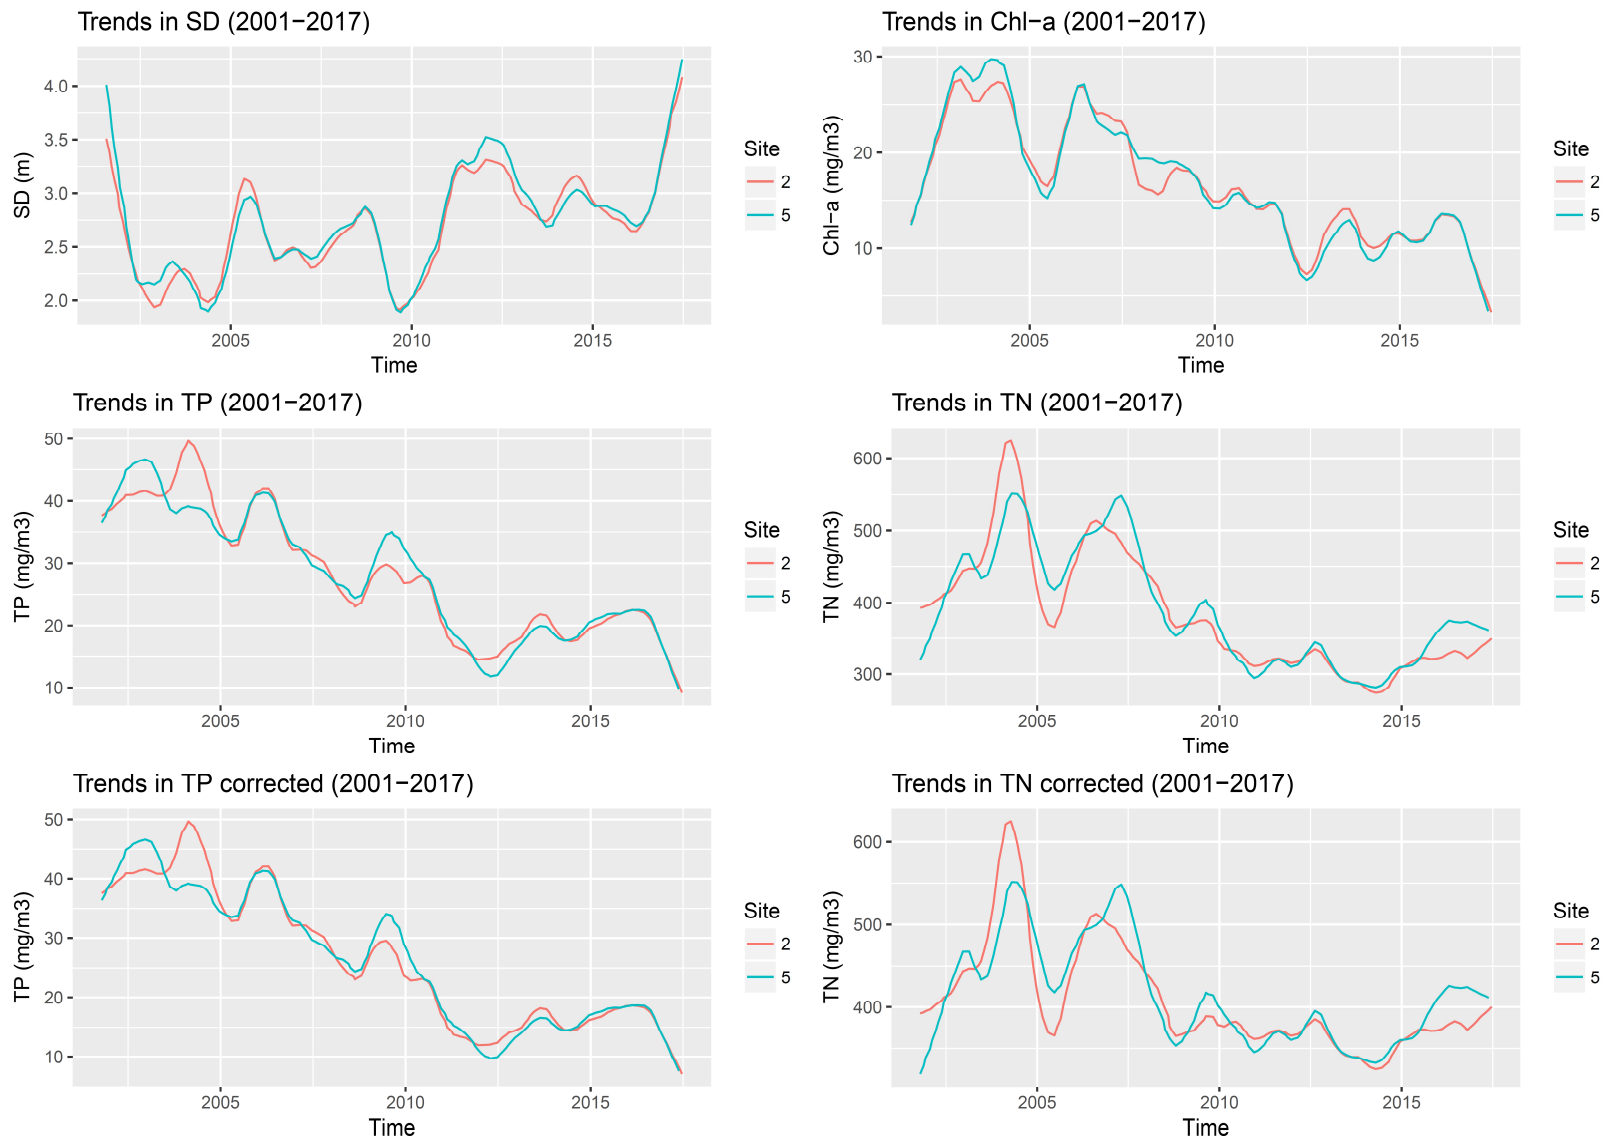 Trends in SD (2001−2017)
SD (m)
4.0
3.5
3.0
2.5
2.0
2005
2010
2015
Time
Site
2
5
Trends in Chl−a (2001−2017)
Chl−a (mg/m3)
30
20
10
2005
2010
2015
Time
Site
2
5
Trends in TP (2001−2017)
TP (mg/m3)
50
40
30
20
10
2005
2010
2015
Time
Site
2
5
Trends in TN (2001−2017)
TN (mg/m3)
600
500
400
300
2005
2010
2015
Time
Site
2
5
Trends in TP corrected (2001−2017)
TP (mg/m3)
50
40
30
20
10
2005
2010
2015
Time
Site
2
5
Trends in TN corrected (2001−2017)
TN (mg/m3)
600
500
400
2005
2010
2015
Time
Site
2
5